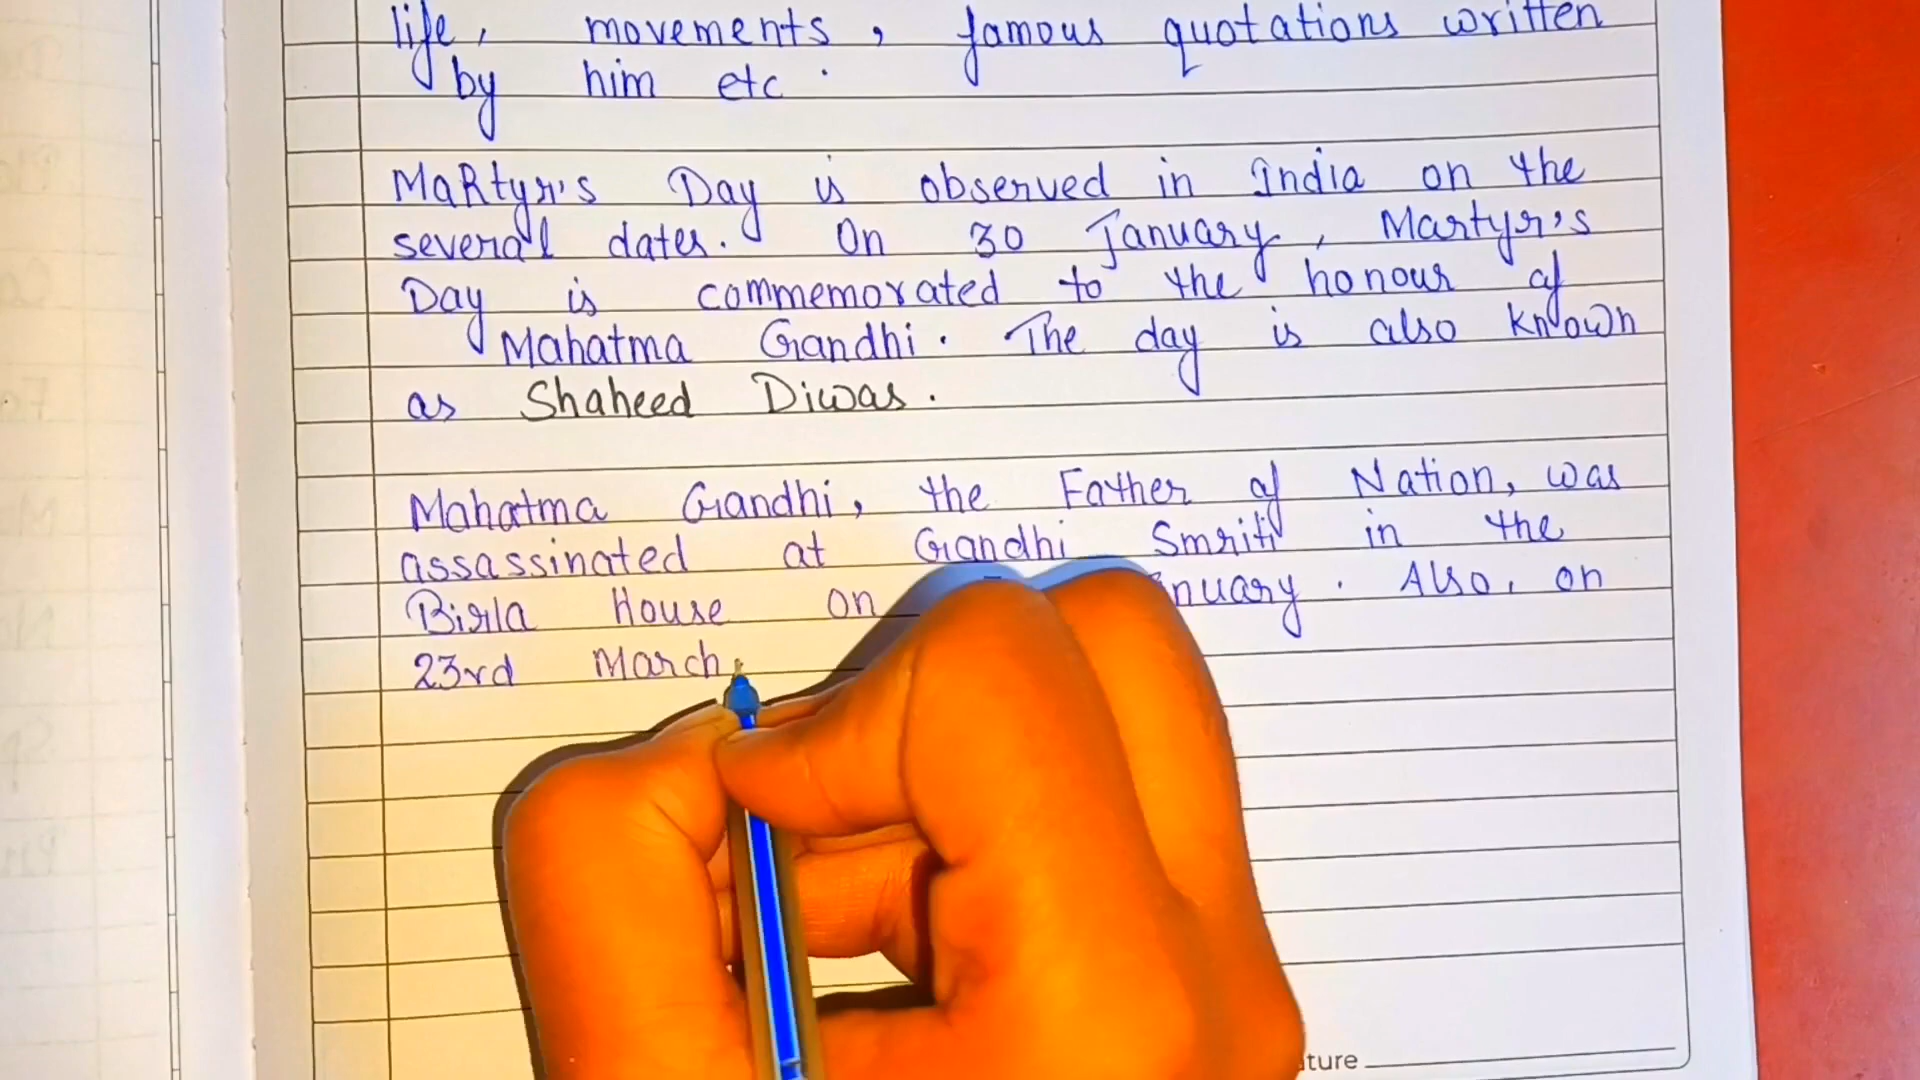 life, movements, famous quotations written
by him etc.
MaRtyr's Day is observed in India on the
several dates. On 30 January, Martyr's
Day is commemorated to the honour of
Mahatma Gandhi. The day is also known
as Shaheed Diwas.
Mahatma Gandhi, the Father of Nation, was
assassinated at Gandhi Smriti in the
Birla House on nuary. Also, on
23rd March,
ture